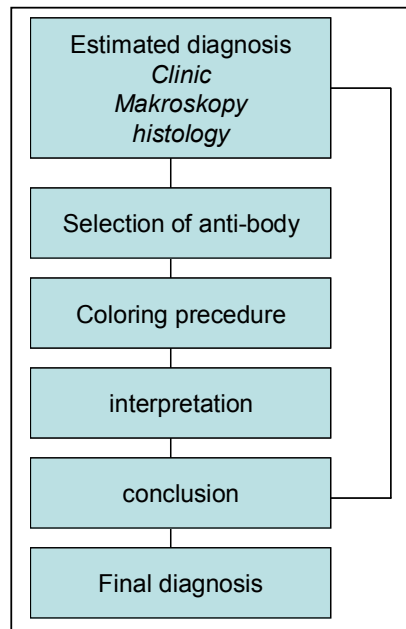 Estimated diagnosis
Clinic
Makroskopy
histology
Selection of anti-body
Coloring precedure
interpretation
conclusion
Final diagnosis